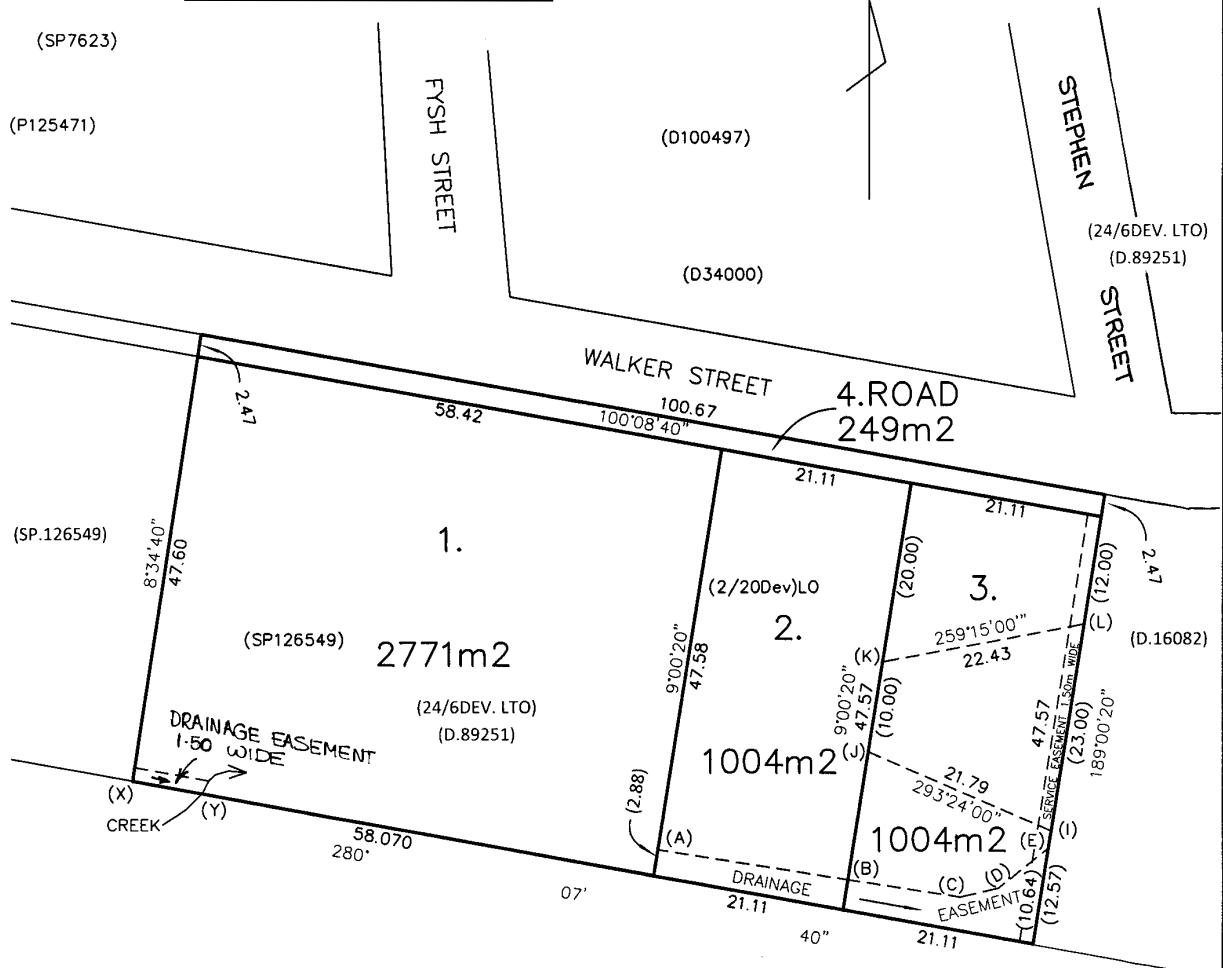 (SP7623)
(P125471)
FYSH STREET
(D100497)
STEPHEN
STREET
(24/6DEV. LTO)
(D.89251)
(D34000)
WALKER STREET
4.ROAD
249m2
2.47
58.42
100.67
100°08'40"
21.11
21.11
2.47
(SP.126549)
8°34'40"
47.60
1.
(SP126549)
2771m2
(24/6DEV. LTO)
(D.89251)
9°00'20"
47.58
(2/20Dev)LO
2.
1004m2
(20.00)
3.
(12.00)
(L)
(D.16082)
259°15'00"
22.43
(K)
9°00'20"
47.57
(10.00)
(J)
21.79
293°24'00"
47.57
(23.00)
189°00'20"
SERVICE EASEMENT 1.50m WIDE
1004m2
(E)
(I)
DRAINAGE EASEMENT
1.50 WIDE
(X)
(Y)
CREEK
58.070
280°
07'
40"
(2.88)
(A)
(B)
(C)
(D)
DRAINAGE
EASEMENT
(10.64)
(12.57)
21.11
21.11